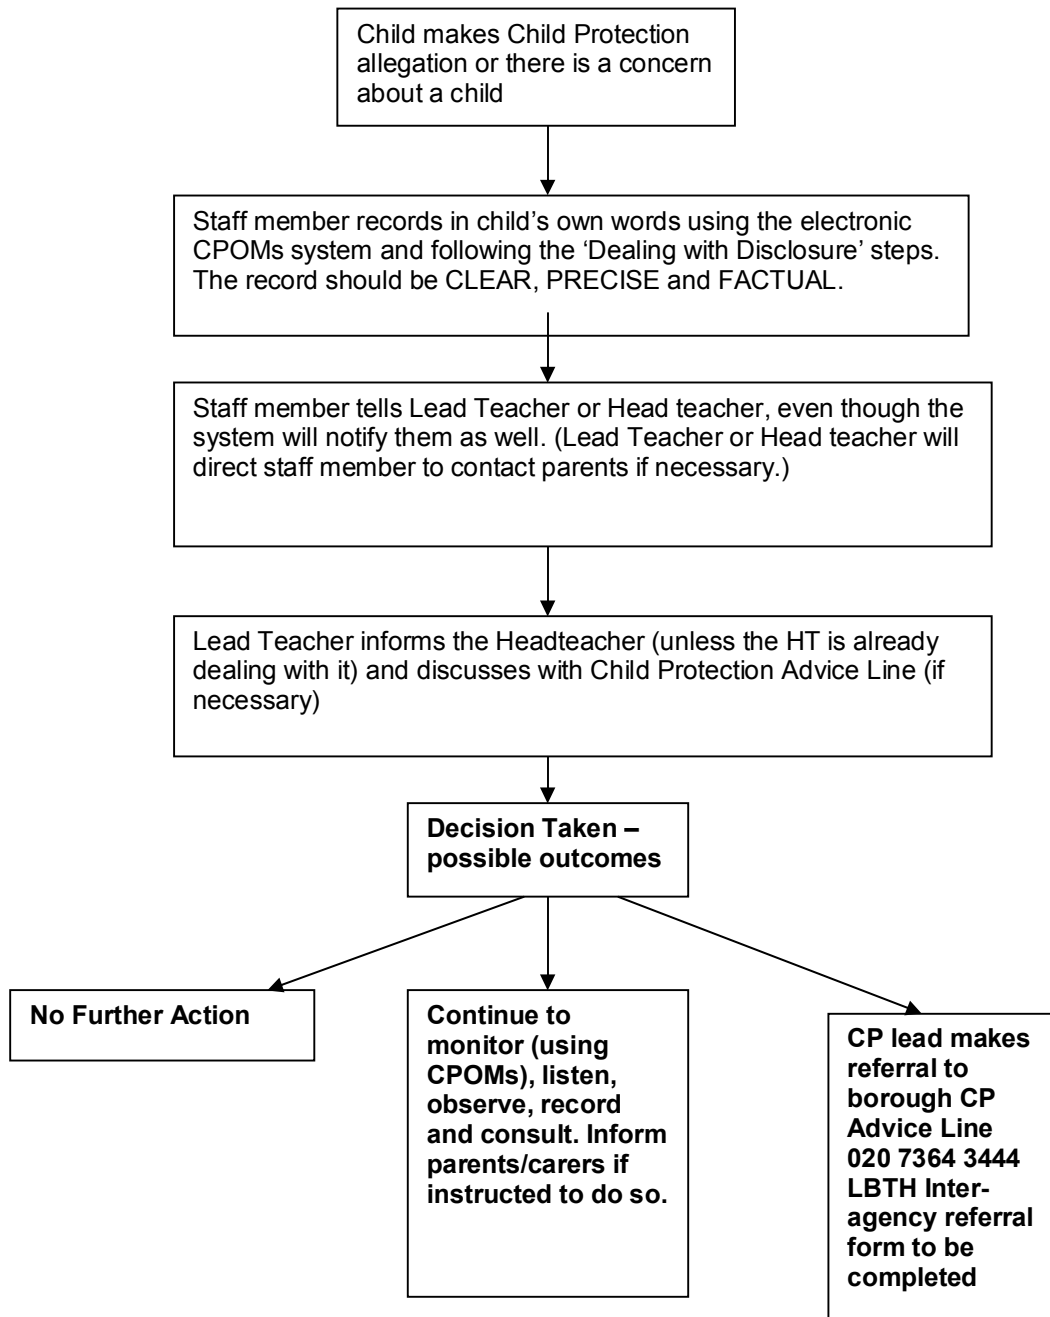 Child makes Child Protection
allegation or there is a concern
about a child
Staff member records in child’s own words using the electronic
CPOMs system and following the ‘Dealing with Disclosure’ steps.
The record should be CLEAR, PRECISE and FACTUAL.
Staff member tells Lead Teacher or Head teacher, even though the
system will notify them as well. (Lead Teacher or Head teacher will
direct staff member to contact parents if necessary.)
Lead Teacher informs the Headteacher (unless the HT is already
dealing with it) and discusses with Child Protection Advice Line (if
necessary)
Decision Taken –
possible outcomes
No Further Action
Continue to
monitor (using
CPOMs), listen,
observe, record
and consult. Inform
parents/carers if
instructed to do so.
CP lead makes
referral to
borough CP
Advice Line
020 7364 3444
LBTH Inter-
agency referral
form to be
completed